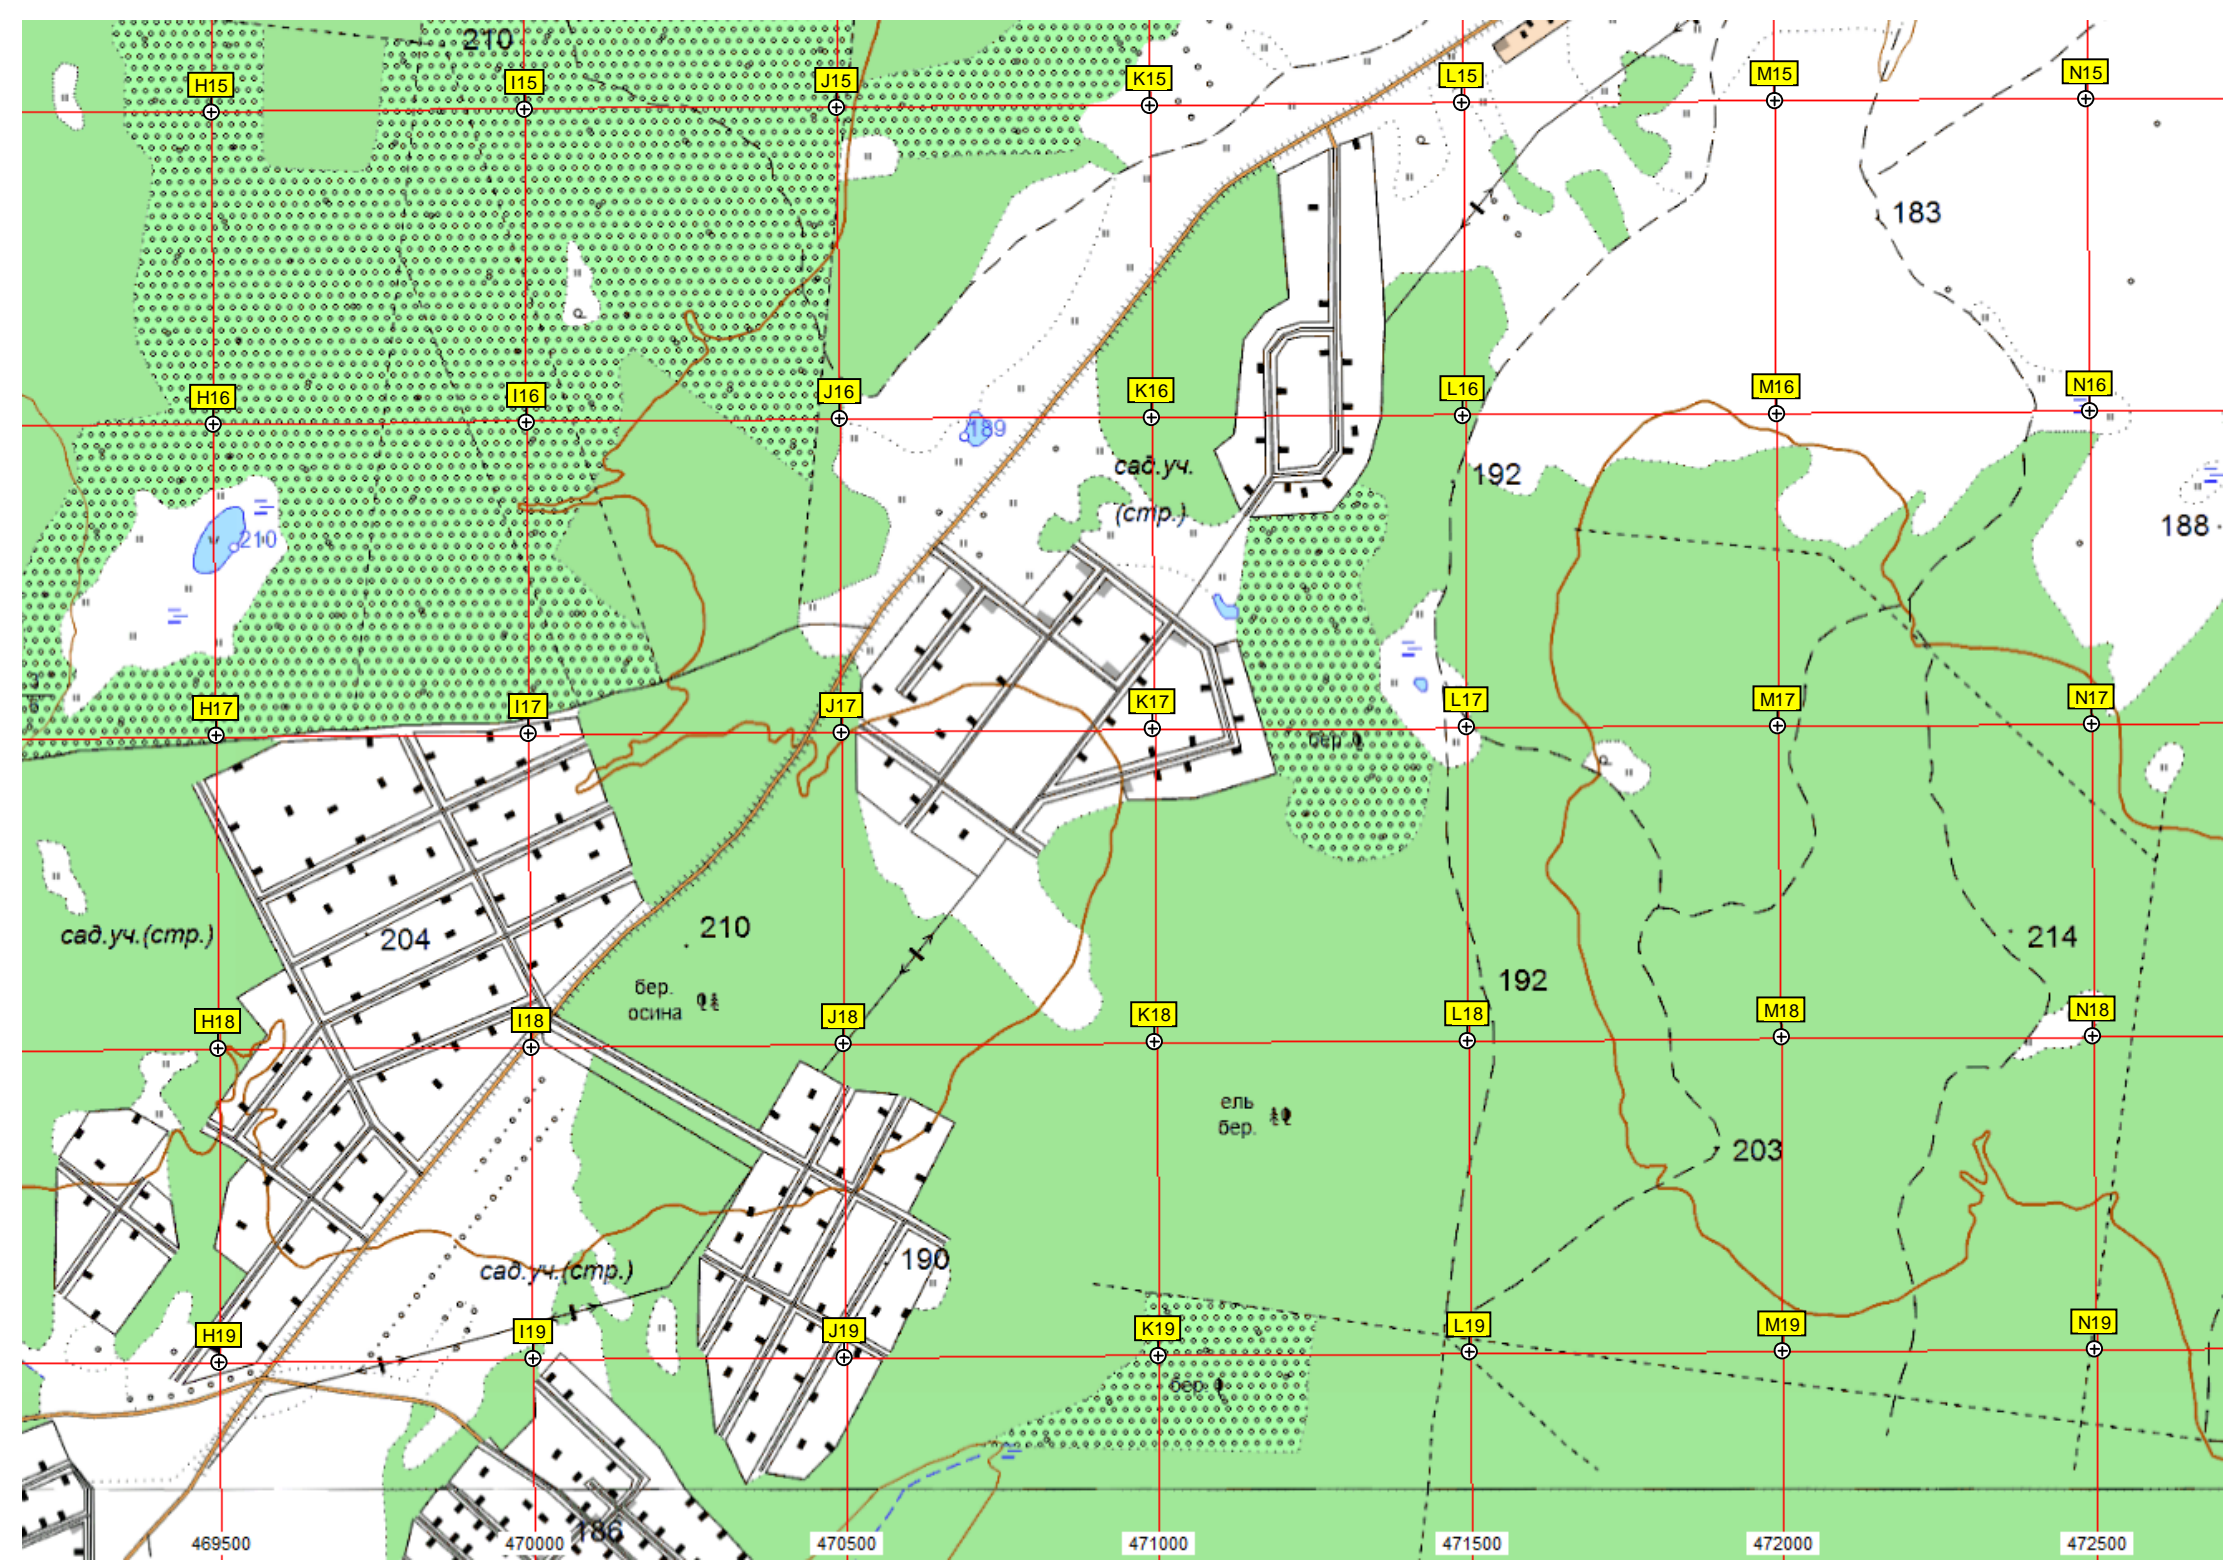 210
H15 I15 J15 K15 L15 M15 N15
183
H16 I16 J16 K16 L16 M16 N16
189
сад.уч.
(стр.)
192
188
210
H17 I17 J17 K17 L17 M17 N17
бер.
сад.уч.(стр.)
204
210
214
192
бер.
осина
H18 I18 J18 K18 L18 M18 N18
ель
бер.
203
190
сад.уч.(стр.)
H19 I19 J19 K19 L19 M19 N19
бер.
186
469500 470000 470500 471000 471500 472000 472500